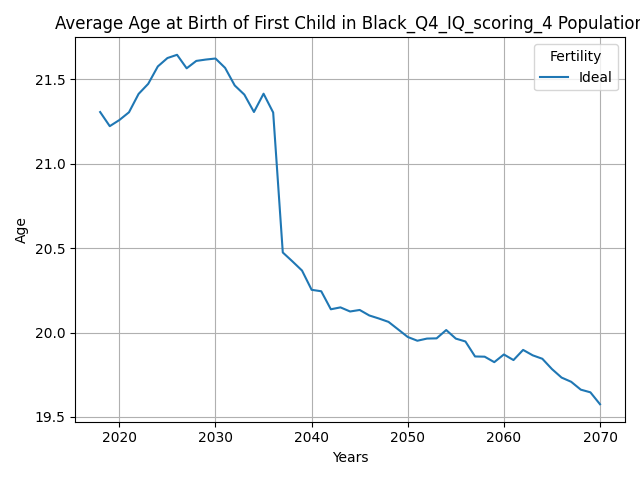 Average Age at Birth of First Child in Black_Q4_IQ_scoring_4 Population
Fertility
Ideal
21.5
21.0
20.5
20.0
19.5
Age
2020 2030 2040 2050 2060 2070
Years